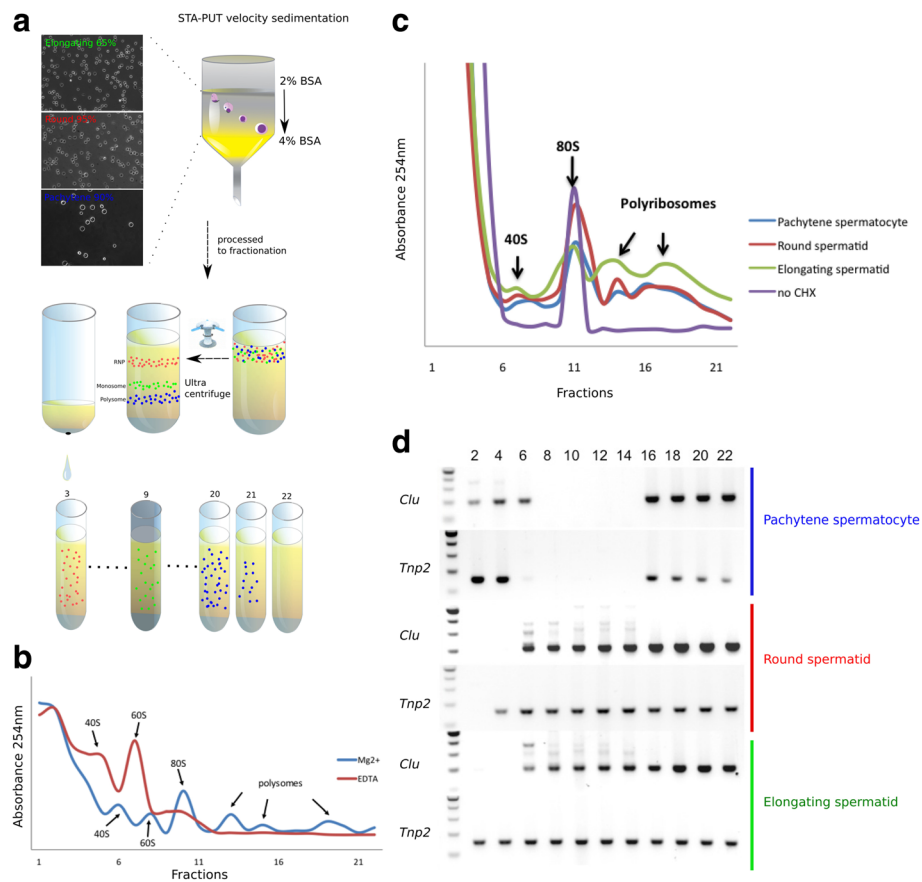 a
STA-PUT velocity sedimentation
Elongating 65%
2% BSA
4% BSA
processed
to fractionation
RNP
Monosome
Polysome
Ultra
centrifuge
3
9
20
21
22
b
Absorbance 254nm
40S
60S
80S
polysomes
40S
60S
Mg2+
EDTA
1
6
11
16
21
Fractions
c
Absorbance 254nm
80S
Polyribosomes
40S
Pachytene spermatocyte
Round spermatid
Elongating spermatid
no CHX
1
6
11
16
21
Fractions
d
2 4 6 8 10 12 14 16 18 20 22
Clu
Tnp2
Pachytene spermatocyte
Clu
Tnp2
Round spermatid
Clu
Tnp2
Elongating spermatid